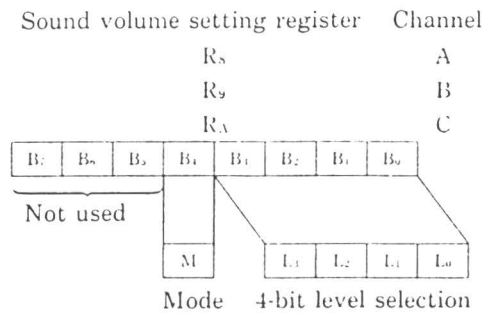 Sound volume setting register Channel
R₈ A
R₉ B
R_A C
B₇ B₆ B₅ B₄ B₃ B₂ B₁ B₀
Not used
M L₃ L₂ L₁ L₀
Mode 4-bit level selection